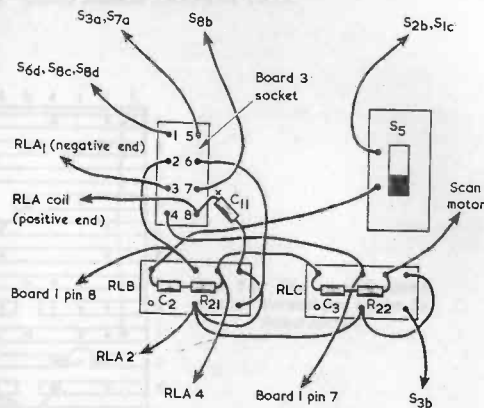 S3a, S7a
S8b
S2b, S1c
S6d, S8c, S8d
Board 3
socket
S5
1 5
2 6
3 7
4 8
RLA1 (negative end)
RLA coil
(positive end)
x
C11
Scan
motor
Board 1 pin 8
RLB
C2
R21
RLC
C3
R22
RLA 2
RLA 4
Board 1 pin 7
S3b